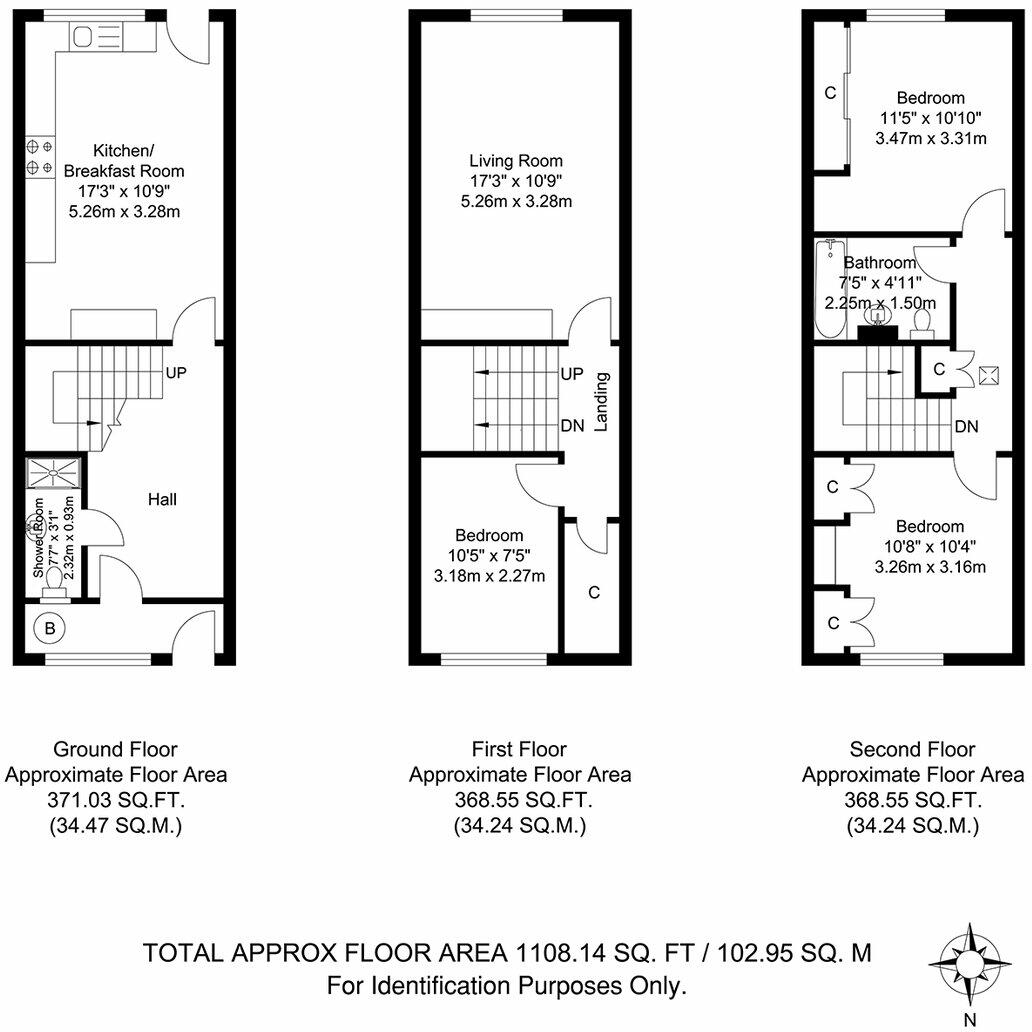 Kitchen/
Breakfast Room
17'3" x 10'9"
5.26m x 3.28m
UP
Hall
Shower Room
7'7" x 3'1"
2.32m x 0.93m
B
Living Room
17'3" x 10'9"
5.26m x 3.28m
UP
DN
Landing
Bedroom
10'5" x 7'5"
3.18m x 2.27m
C
C
Bedroom
11'5" x 10'10"
3.47m x 3.31m
Bathroom
7'5" x 4'11"
2.25m x 1.50m
C
DN
C
Bedroom
10'8" x 10'4"
3.26m x 3.16m
C
Ground Floor
Approximate Floor Area
371.03 SQ.FT.
(34.47 SQ.M.)
First Floor
Approximate Floor Area
368.55 SQ.FT.
(34.24 SQ.M.)
Second Floor
Approximate Floor Area
368.55 SQ.FT.
(34.24 SQ.M.)
TOTAL APPROX FLOOR AREA 1108.14 SQ. FT / 102.95 SQ. M
For Identification Purposes Only.
N